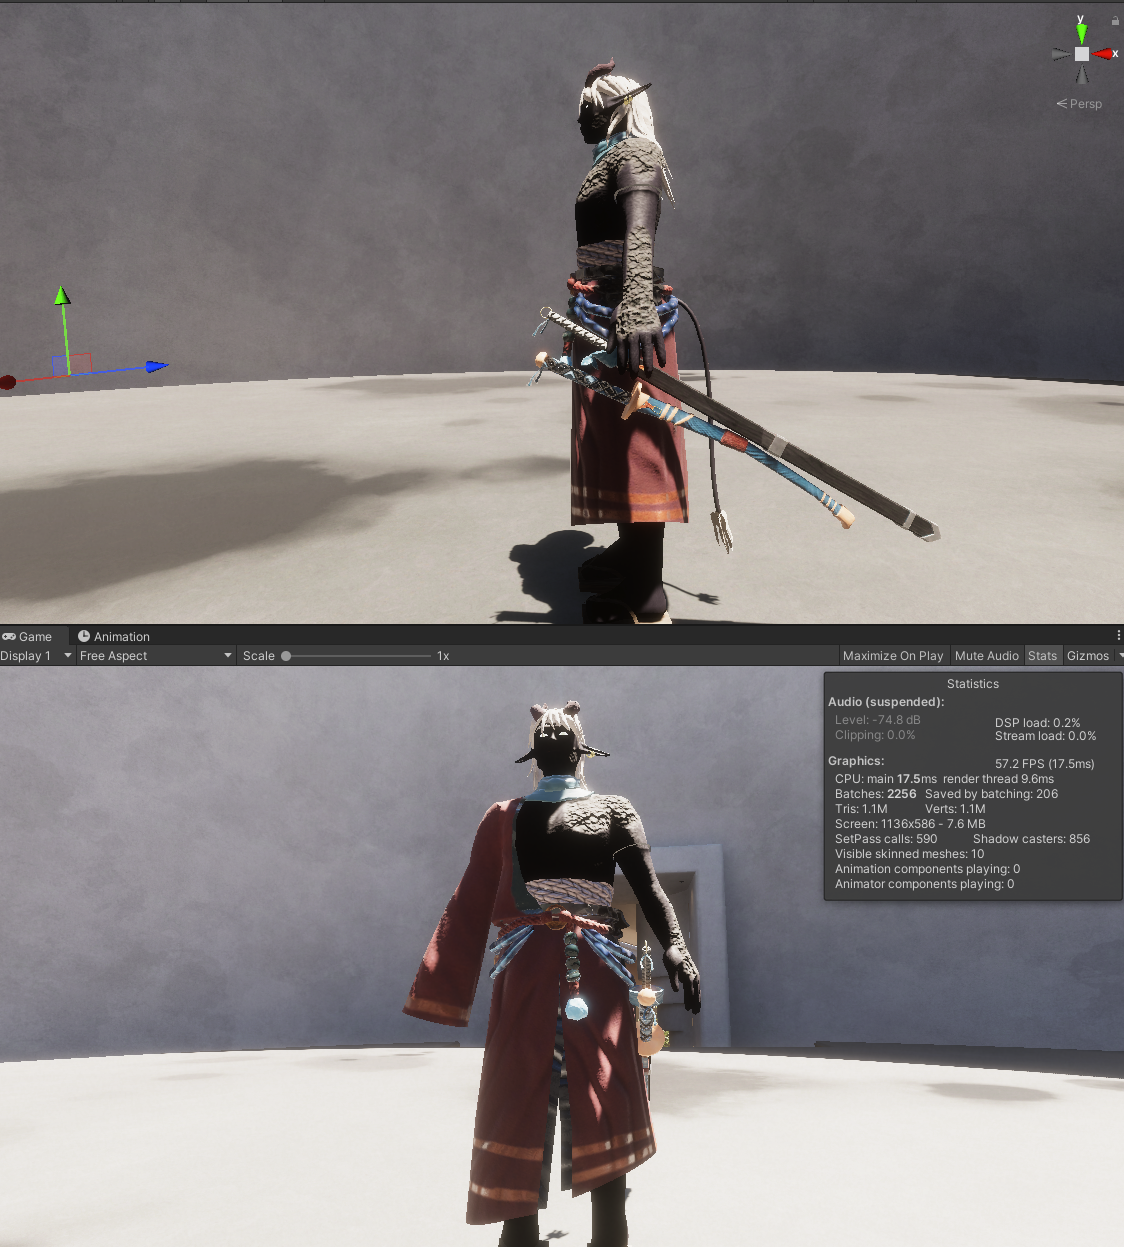 y
x
Persp
Game
Animation
Display 1
Free Aspect
Scale
1x
Maximize On Play
Mute Audio
Stats
Gizmos
Statistics
Audio (suspended):
Level: -74.8 dB
DSP load: 0.2%
Clipping: 0.0%
Stream load: 0.0%
Graphics:
57.2 FPS (17.5ms)
CPU: main 17.5ms render thread 9.6ms
Batches: 2256 Saved by batching: 206
Tris: 1.1M Verts: 1.1M
Screen: 1136x586 - 7.6 MB
SetPass calls: 590 Shadow casters: 856
Visible skinned meshes: 10
Animation components playing: 0
Animator components playing: 0